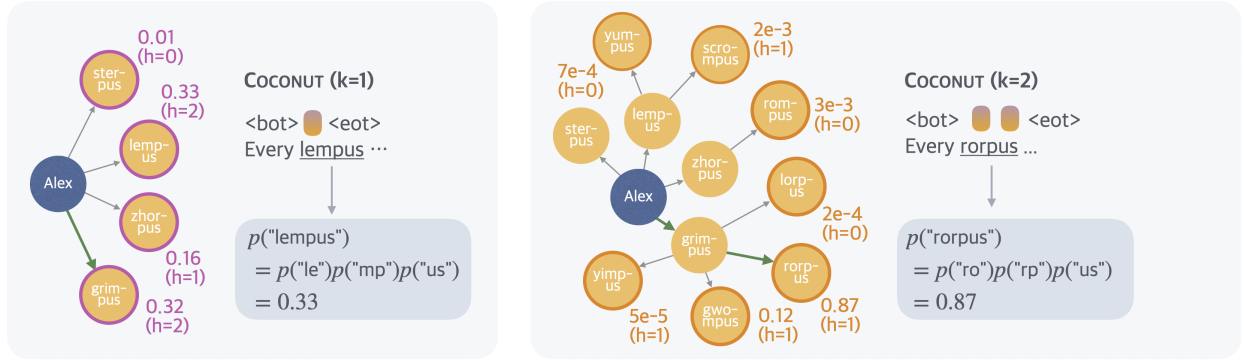 0.01
(h=0)
ster-
pus
0.33
(h=2)
lemp-
us
Alex
zhor-
pus
0.16
(h=1)
grim-
pus
0.32
(h=2)
COCONUT (K=1)
<bot> <eot>
Every lempus ···
p("lempus")
= p("le")p("mp")p("us")
= 0.33
yum-
pus
scro-
mpus
2e-3
(h=1)
7e-4
(h=0)
ster-
pus
lemp-
us
rom-
pus
3e-3
(h=0)
zhor-
pus
Alex
lorp-
us
2e-4
(h=0)
grim-
pus
yimp-
us
rorp-
us
5e-5
(h=1)
gwo-
mpus
0.12
(h=1)
0.87
(h=1)
COCONUT (K=2)
<bot> <eot>
Every rorpus ...
p("rorpus")
= p("ro")p("rp")p("us")
= 0.87